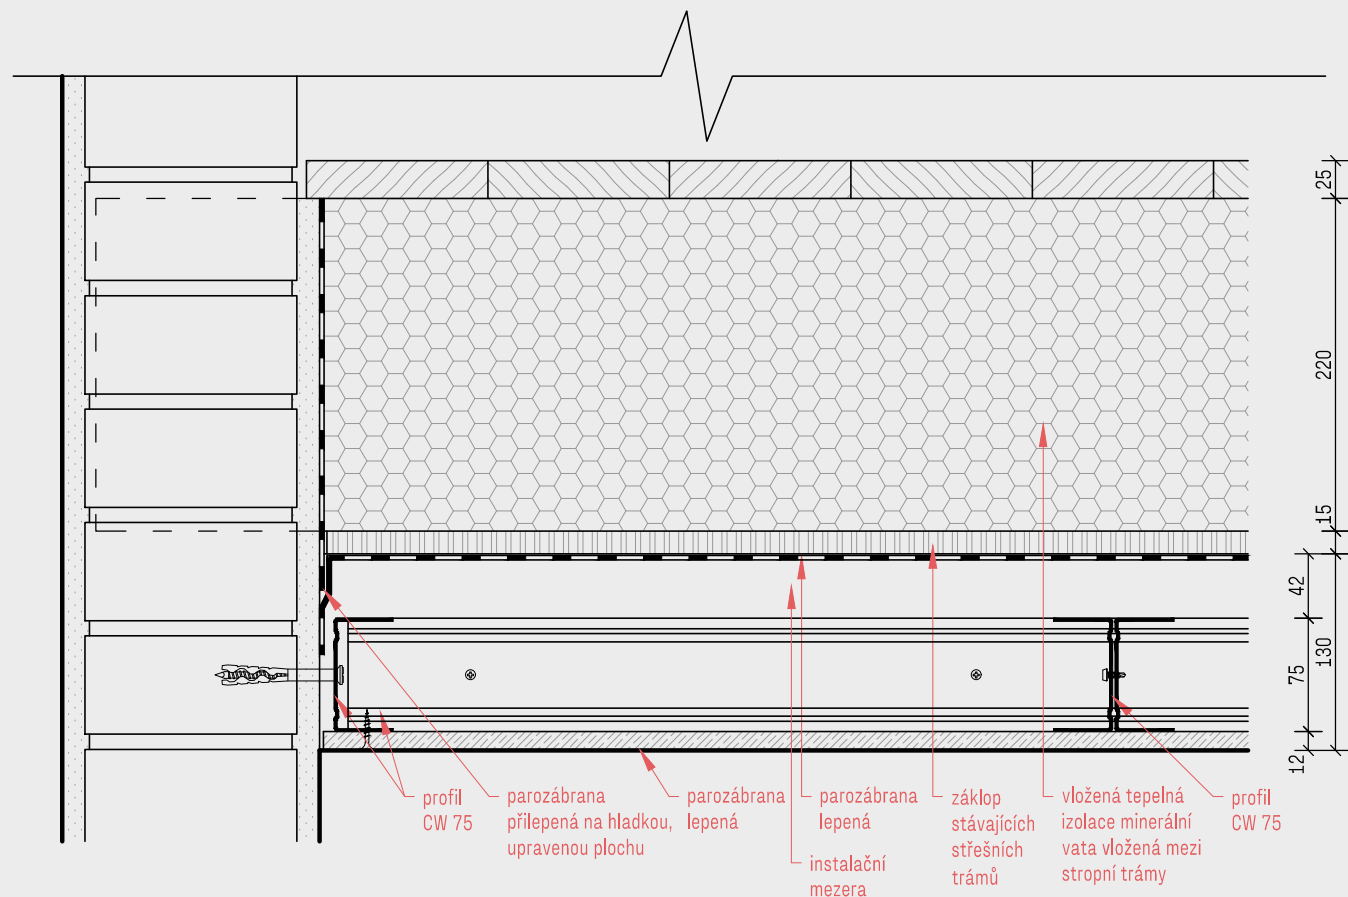 25
220
15
42
130
75
12
profil
CW 75
parozábrana
přilepená na hladkou,
upravenou plochu
parozábrana
lepená
parozábrana
lepená
instalační
mezera
záklop
stávajících
střešních
trámů
vložená tepelná
izolace minerální
vata vložená mezi
stropní trámy
profil
CW 75